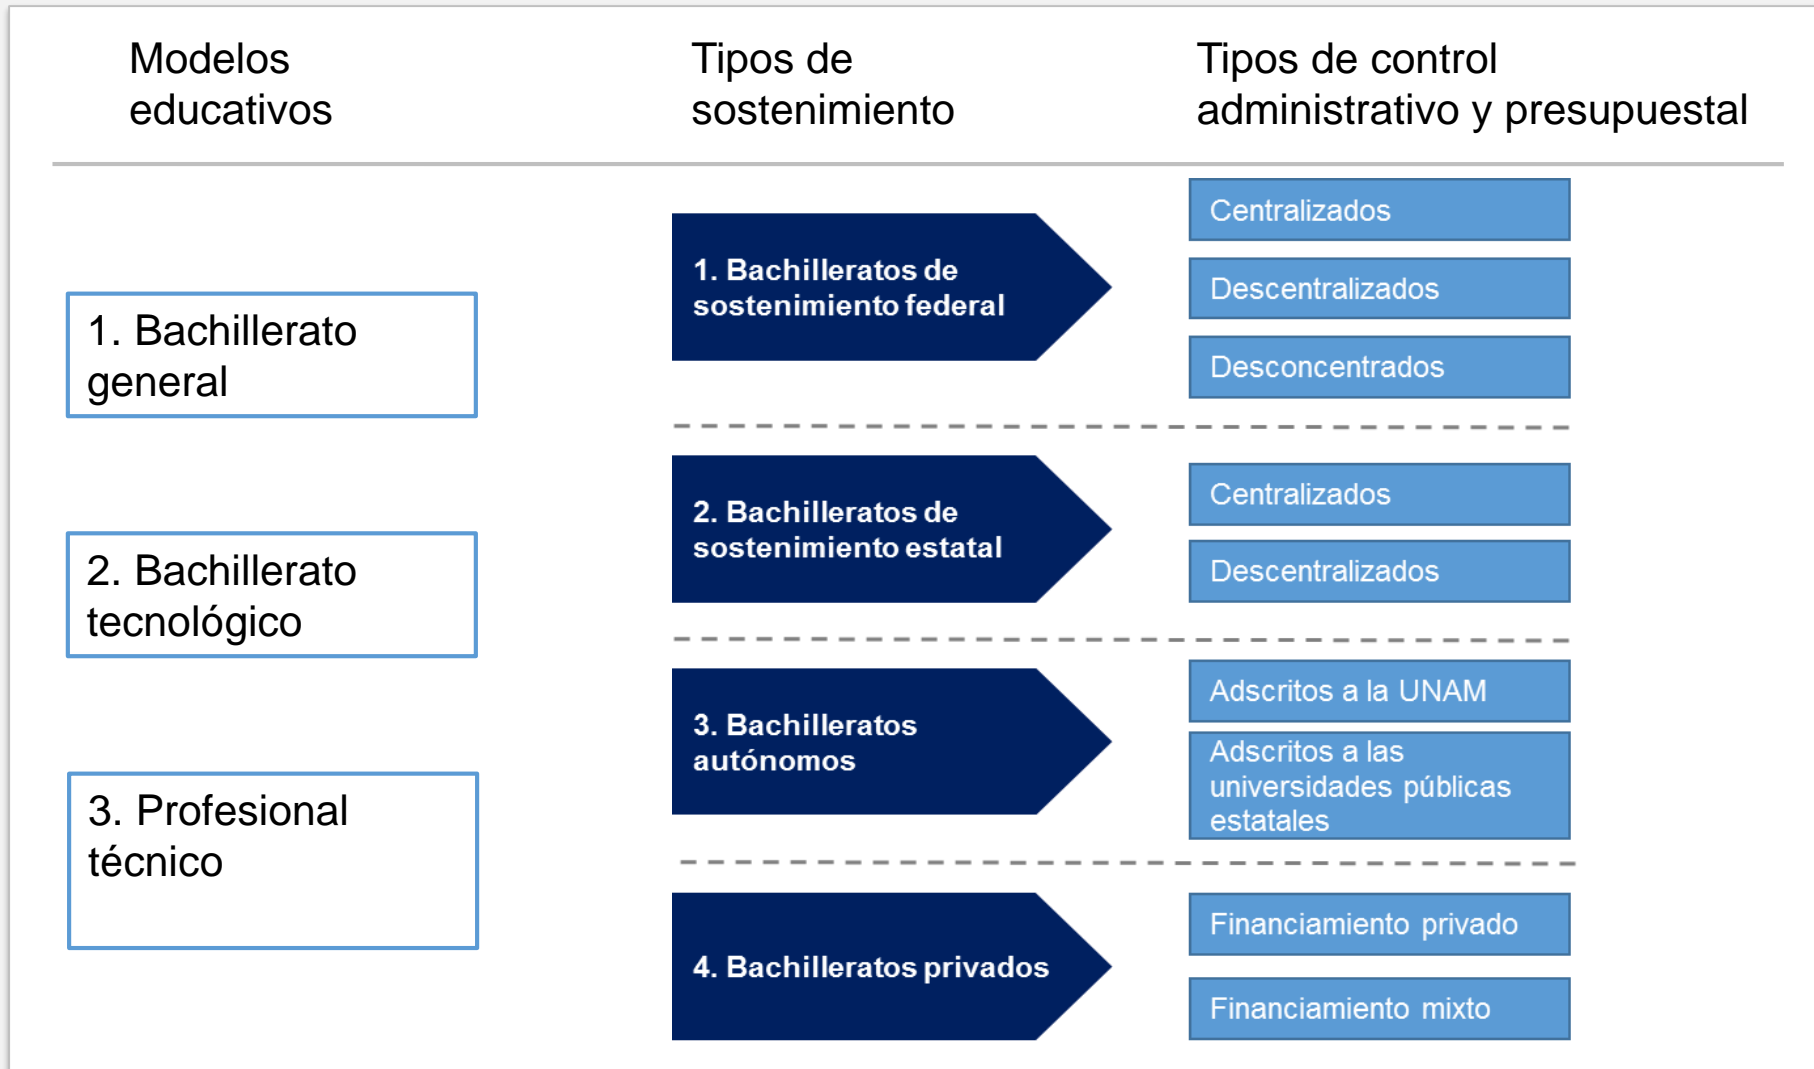 Modelos
educativos
Tipos de
sostenimiento
Tipos de control
administrativo y presupuestal
1. Bachillerato
general
2. Bachillerato
tecnológico
3. Profesional
técnico
1. Bachilleratos de
sostenimiento federal
Centralizados
Descentralizados
Desconcentrados
2. Bachilleratos de
sostenimiento estatal
Centralizados
Descentralizados
3. Bachilleratos
autónomos
Adscritos a la UNAM
Adscritos a las
universidades públicas
estatales
4. Bachilleratos privados
Financiamiento privado
Financiamiento mixto